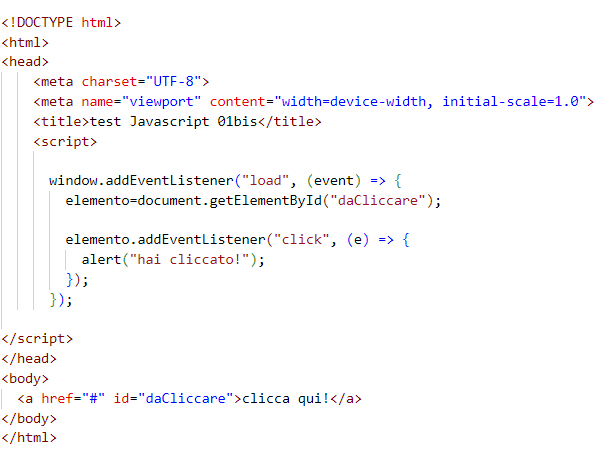 <!DOCTYPE html>
<html>
<head>
    <meta charset="UTF-8">
    <meta name="viewport" content="width=device-width, initial-scale=1.0">
    <title>test Javascript 01bis</title>
    <script>

      window.addEventListener("load", (event) => {
        elemento=document.getElementById("daCliccare");

        elemento.addEventListener("click", (e) => {
          alert("hai cliccato!");
        });
      });

</script>
</head>
<body>
  <a href="#" id="daCliccare">clicca qui!</a>
</body>
</html>